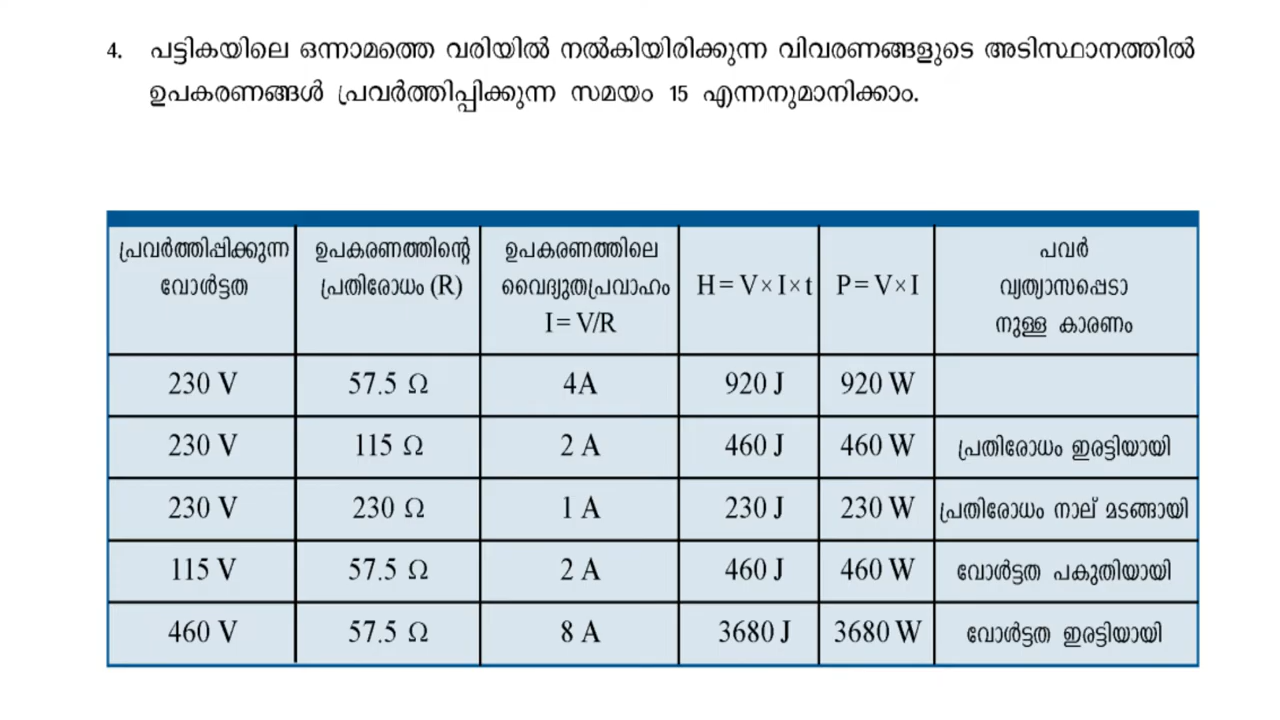 4. പട്ടികയിലെ ഒന്നാമത്തെ വരിയിൽ നൽകിയിരിക്കുന്ന വിവരണങ്ങളുടെ അടിസ്ഥാനത്തിൽ
ഉപകരണങ്ങൾ പ്രവർത്തിപ്പിക്കുന്ന സമയം 15 എന്നനുമാനിക്കാം.
പ്രവർത്തിപ്പിക്കുന്ന
വോൾട്ടത
ഉപകരണത്തിന്റെ
പ്രതിരോധം (R)
ഉപകരണത്തിലെ
വൈദ്യുതപ്രവാഹം
I = V/R
H = V × I × t
P = V × I
പവർ
വ്യത്യാസപ്പെടാ
നുള്ള കാരണം
230 V 57.5 Ω 4A 920 J 920 W
230 V 115 Ω 2 A 460 J 460 W പ്രതിരോധം ഇരട്ടിയായി
230 V 230 Ω 1 A 230 J 230 W പ്രതിരോധം നാല് മടങ്ങായി
115 V 57.5 Ω 2 A 460 J 460 W വോൾട്ടത പകുതിയായി
460 V 57.5 Ω 8 A 3680 J 3680 W വോൾട്ടത ഇരട്ടിയായി